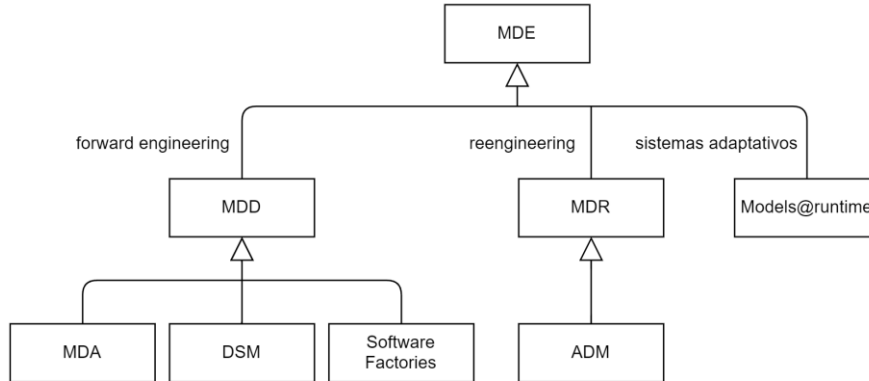 MDE
forward engineering
reengineering
sistemas adaptativos
MDD
MDR
Models@runtime
MDA
DSM
Software
Factories
ADM